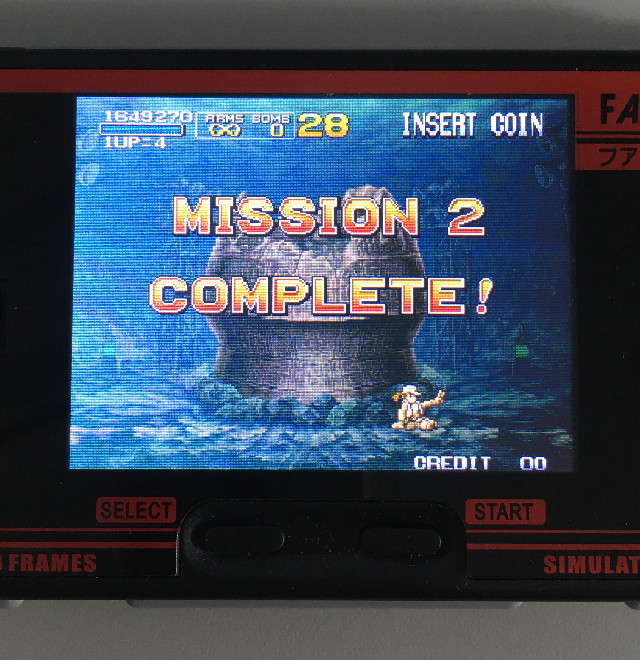 FA
ファ
1649270 ARMS BOMB 28 INSERT COIN
∞ 0
1UP=4
MISSION 2
COMPLETE!
CREDIT 00
SELECT START
FRAMES SIMULAT